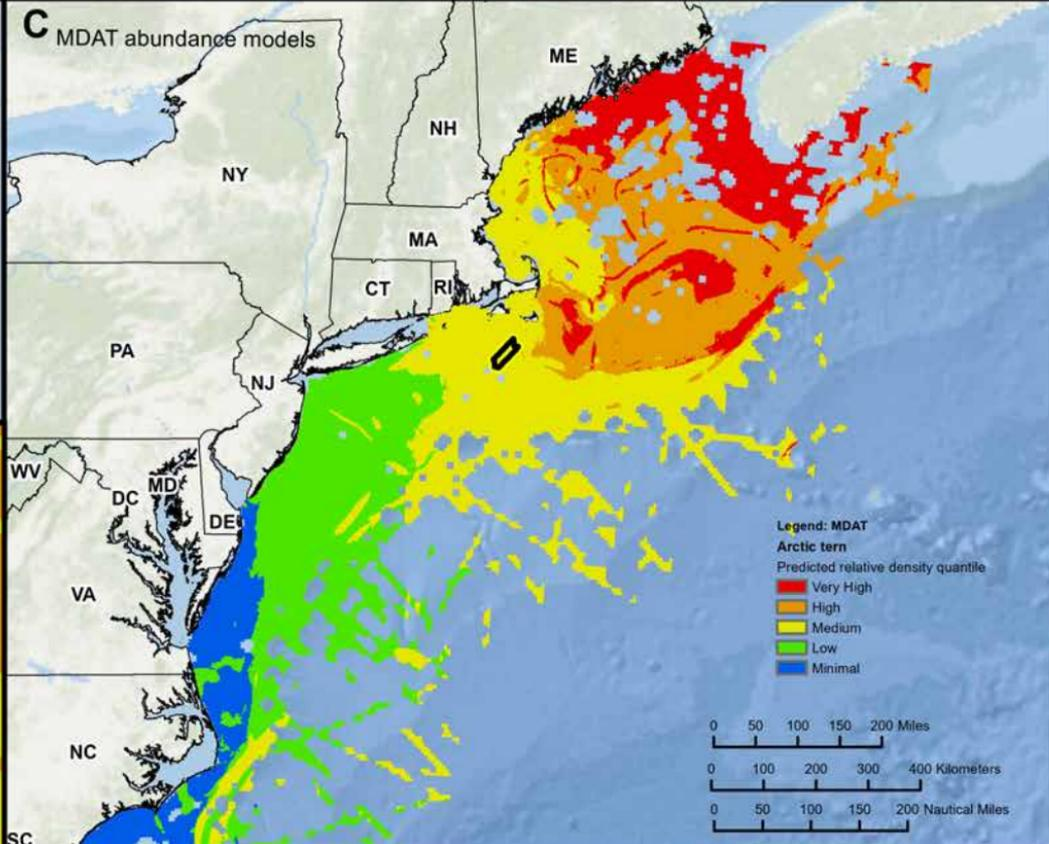 C MDAT abundance models
ME
NH
NY
MA
CT
RI
PA
NJ
WV
MD
DC
DE
VA
NC
SC
Legend: MDAT
Arctic tern
Predicted relative density quantile
Very High
High
Medium
Low
Minimal
0 50 100 150 200 Miles
0 100 200 300 400 Kilometers
0 50 100 150 200 Nautical Miles